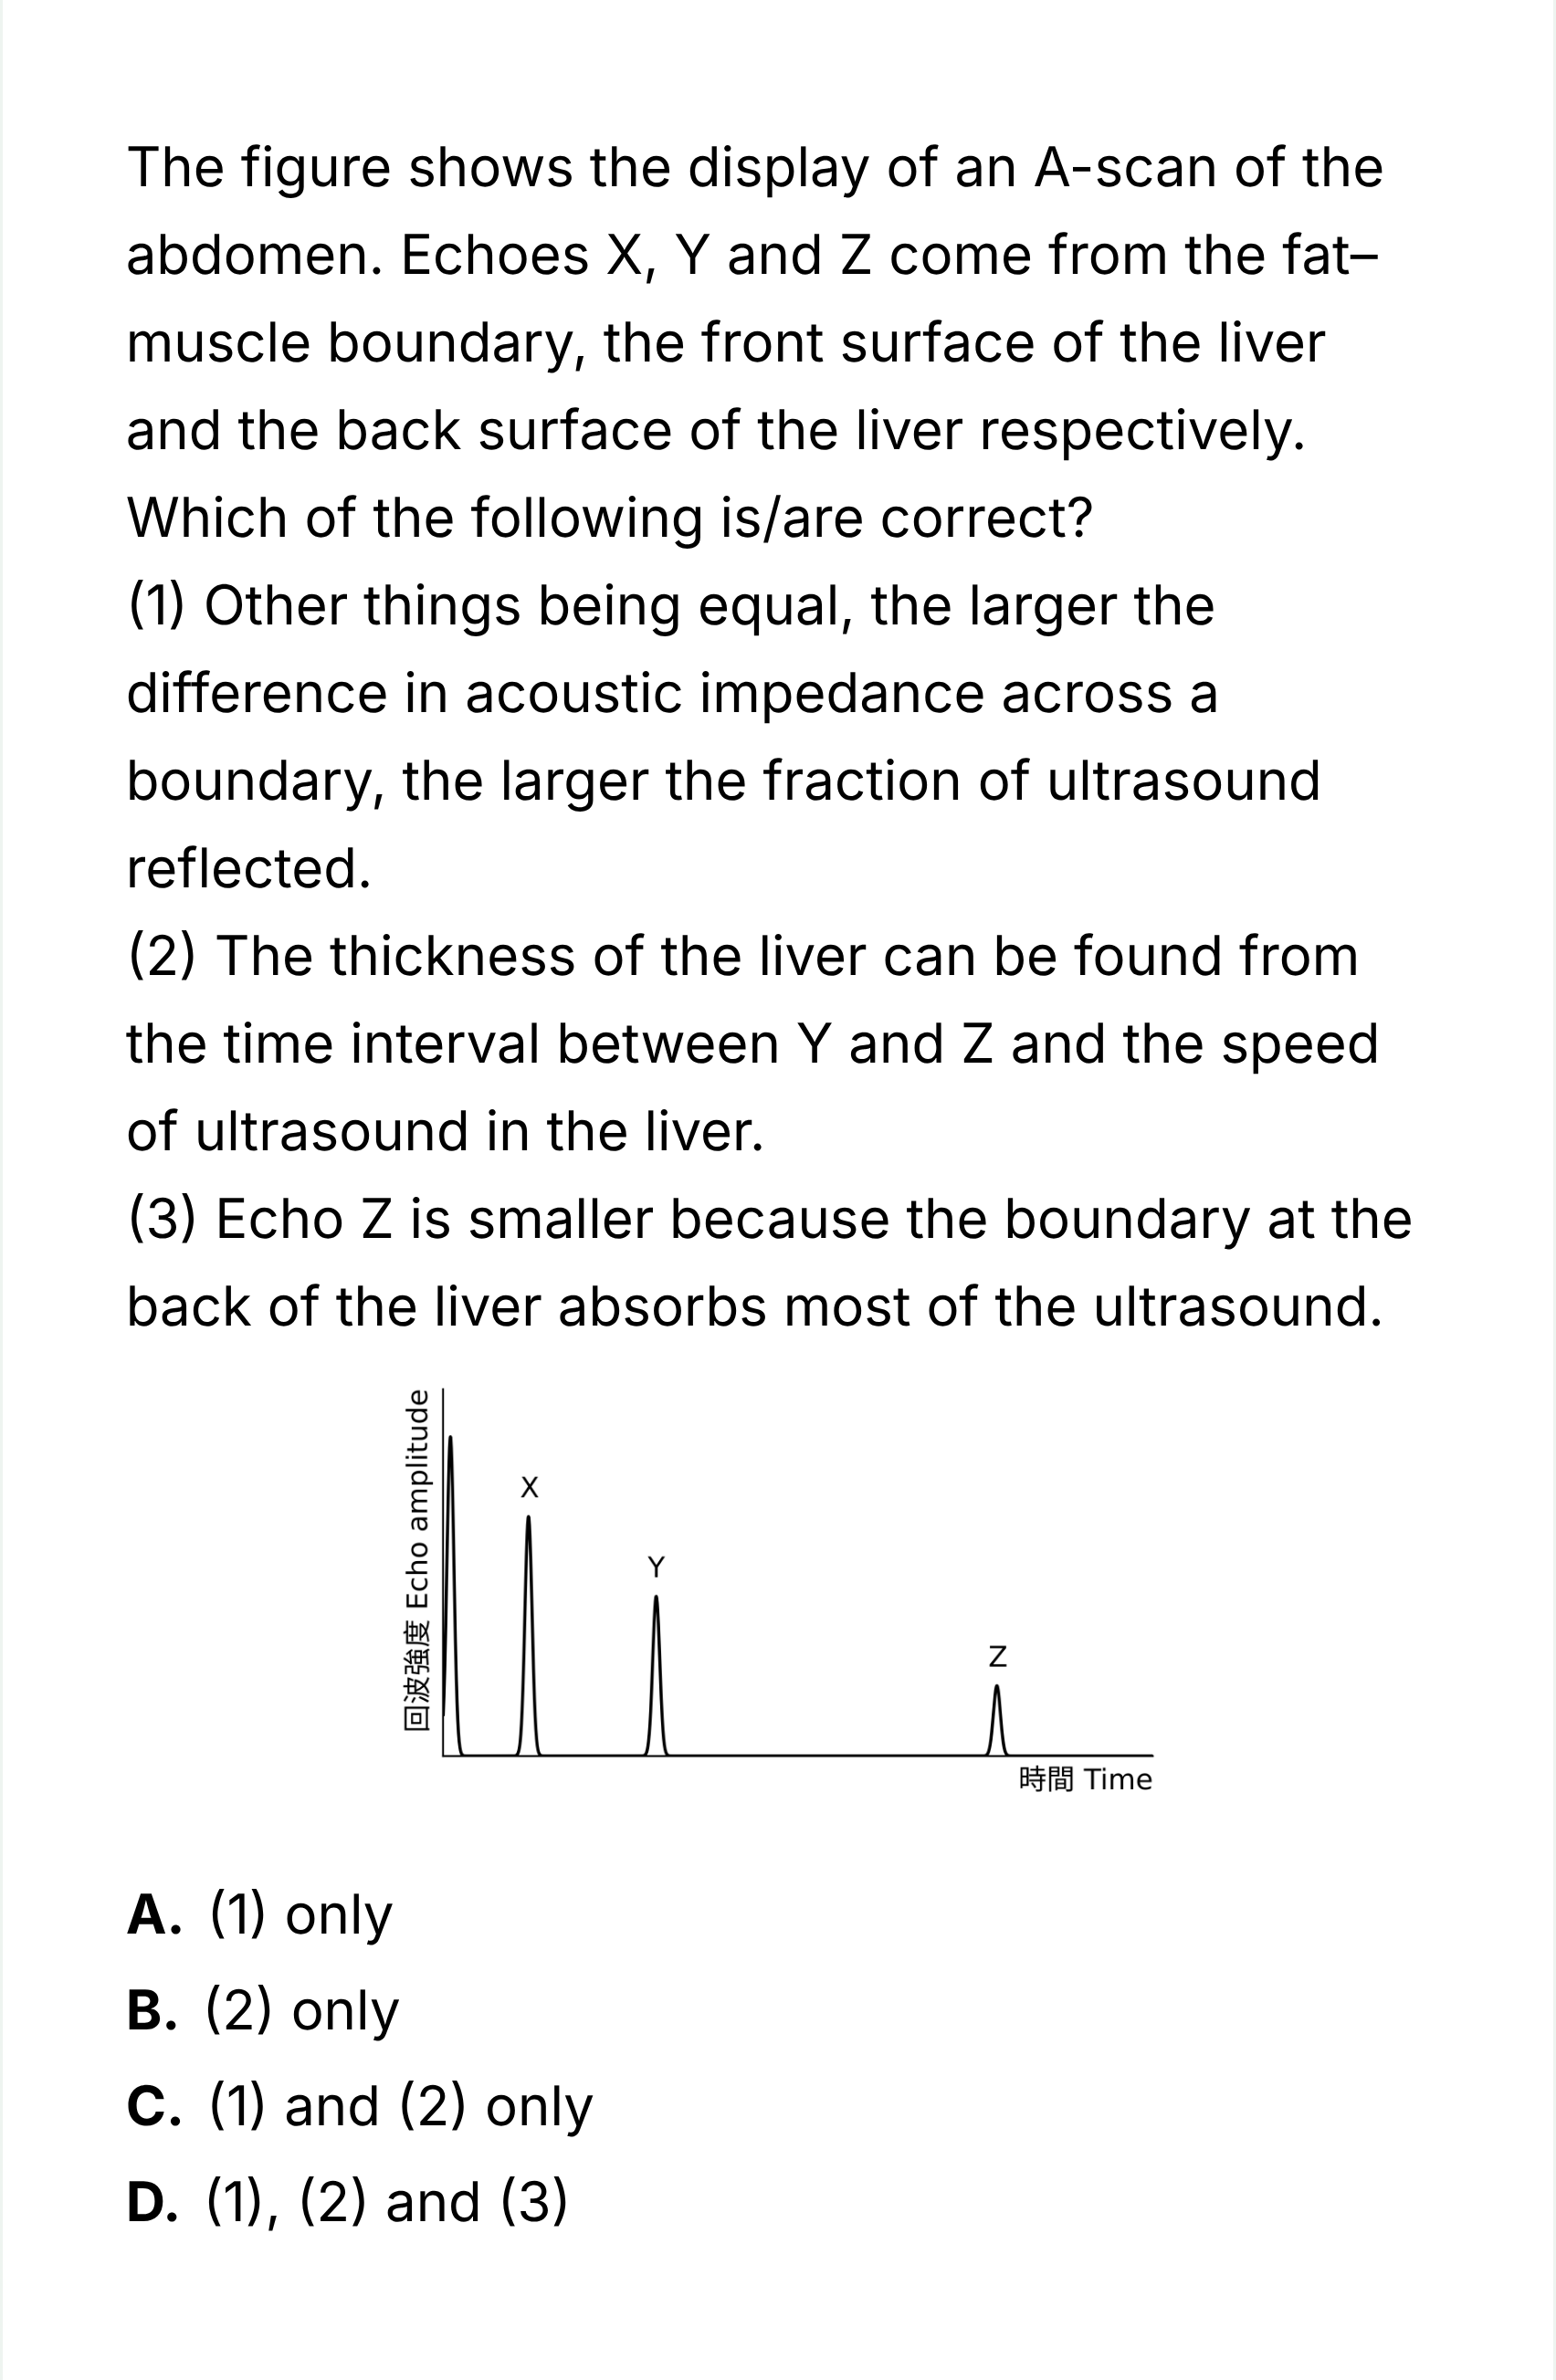 The figure shows the display of an A-scan of the
abdomen. Echoes X, Y and Z come from the fat–
muscle boundary, the front surface of the liver
and the back surface of the liver respectively.
Which of the following is/are correct?
(1) Other things being equal, the larger the
difference in acoustic impedance across a
boundary, the larger the fraction of ultrasound
reflected.
(2) The thickness of the liver can be found from
the time interval between Y and Z and the speed
of ultrasound in the liver.
(3) Echo Z is smaller because the boundary at the
back of the liver absorbs most of the ultrasound.
回波強度 Echo amplitude
X
Y
Z
時間 Time
A. (1) only
B. (2) only
C. (1) and (2) only
D. (1), (2) and (3)